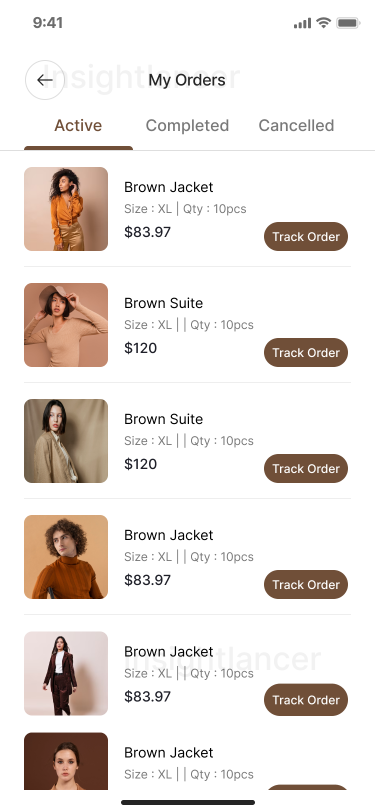 9:41
Insightlancer
My Orders
Active Completed Cancelled
Brown Jacket
Size : XL | Qty : 10pcs
$83.97
Track Order
Brown Suite
Size : XL | | Qty : 10pcs
$120
Track Order
Brown Suite
Size : XL | | Qty : 10pcs
$120
Track Order
Brown Jacket
Size : XL | | Qty : 10pcs
$83.97
Track Order
Brown Jacket
Insightlancer
Size : XL | | Qty : 10pcs
$83.97
Track Order
Brown Jacket
Size : XL | | Qty : 10pcs